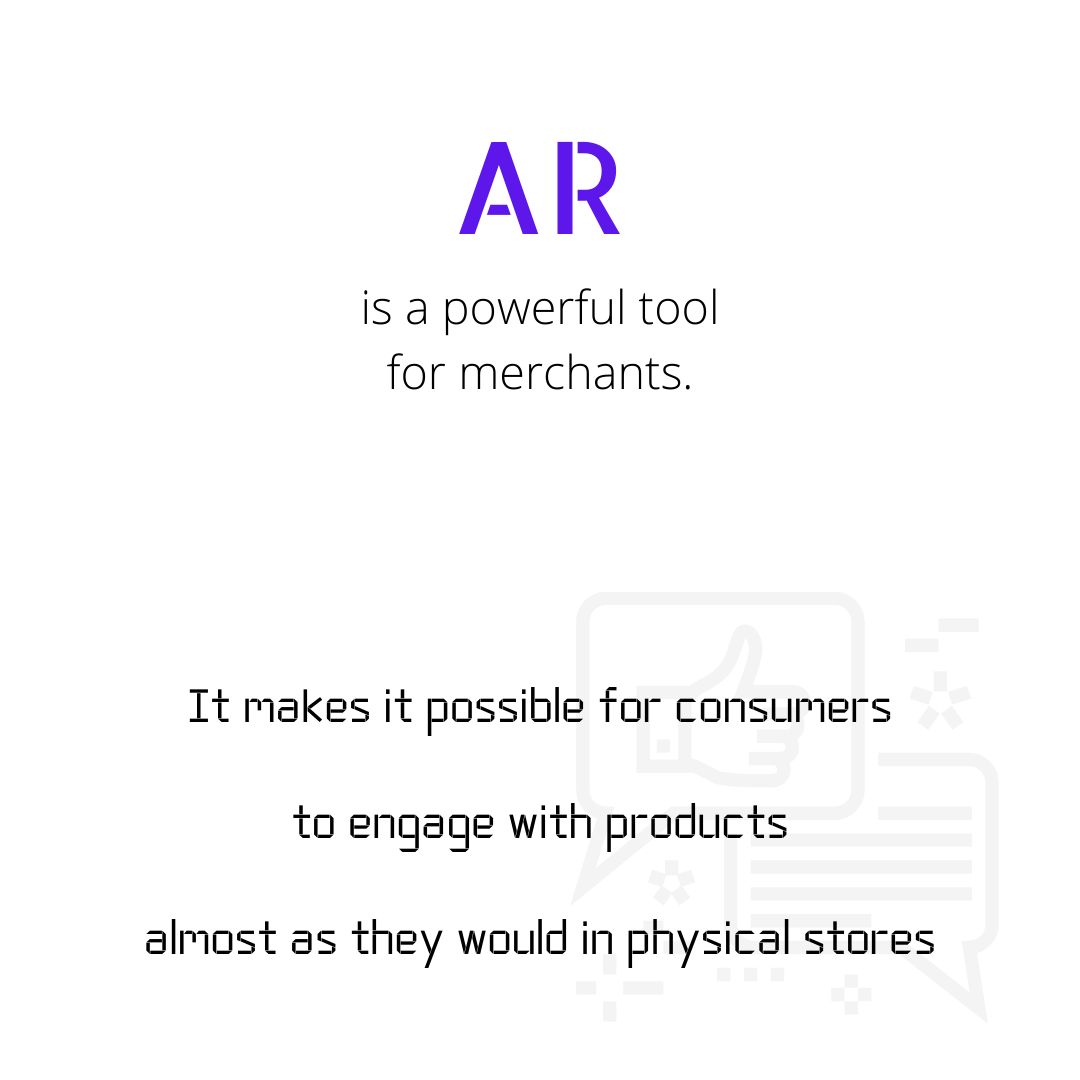 AR
is a powerful tool
for merchants.
It makes it possible for consumers
to engage with products
almost as they would in physical stores